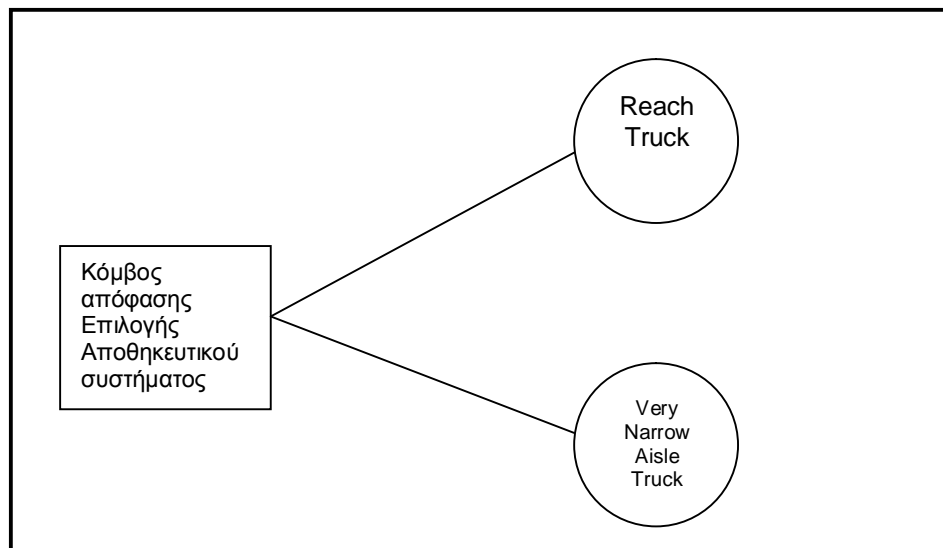 Reach
Truck
Κόμβος
απόφασης
Επιλογής
Αποθηκευτικού
συστήματος
Very
Narrow
Aisle
Truck